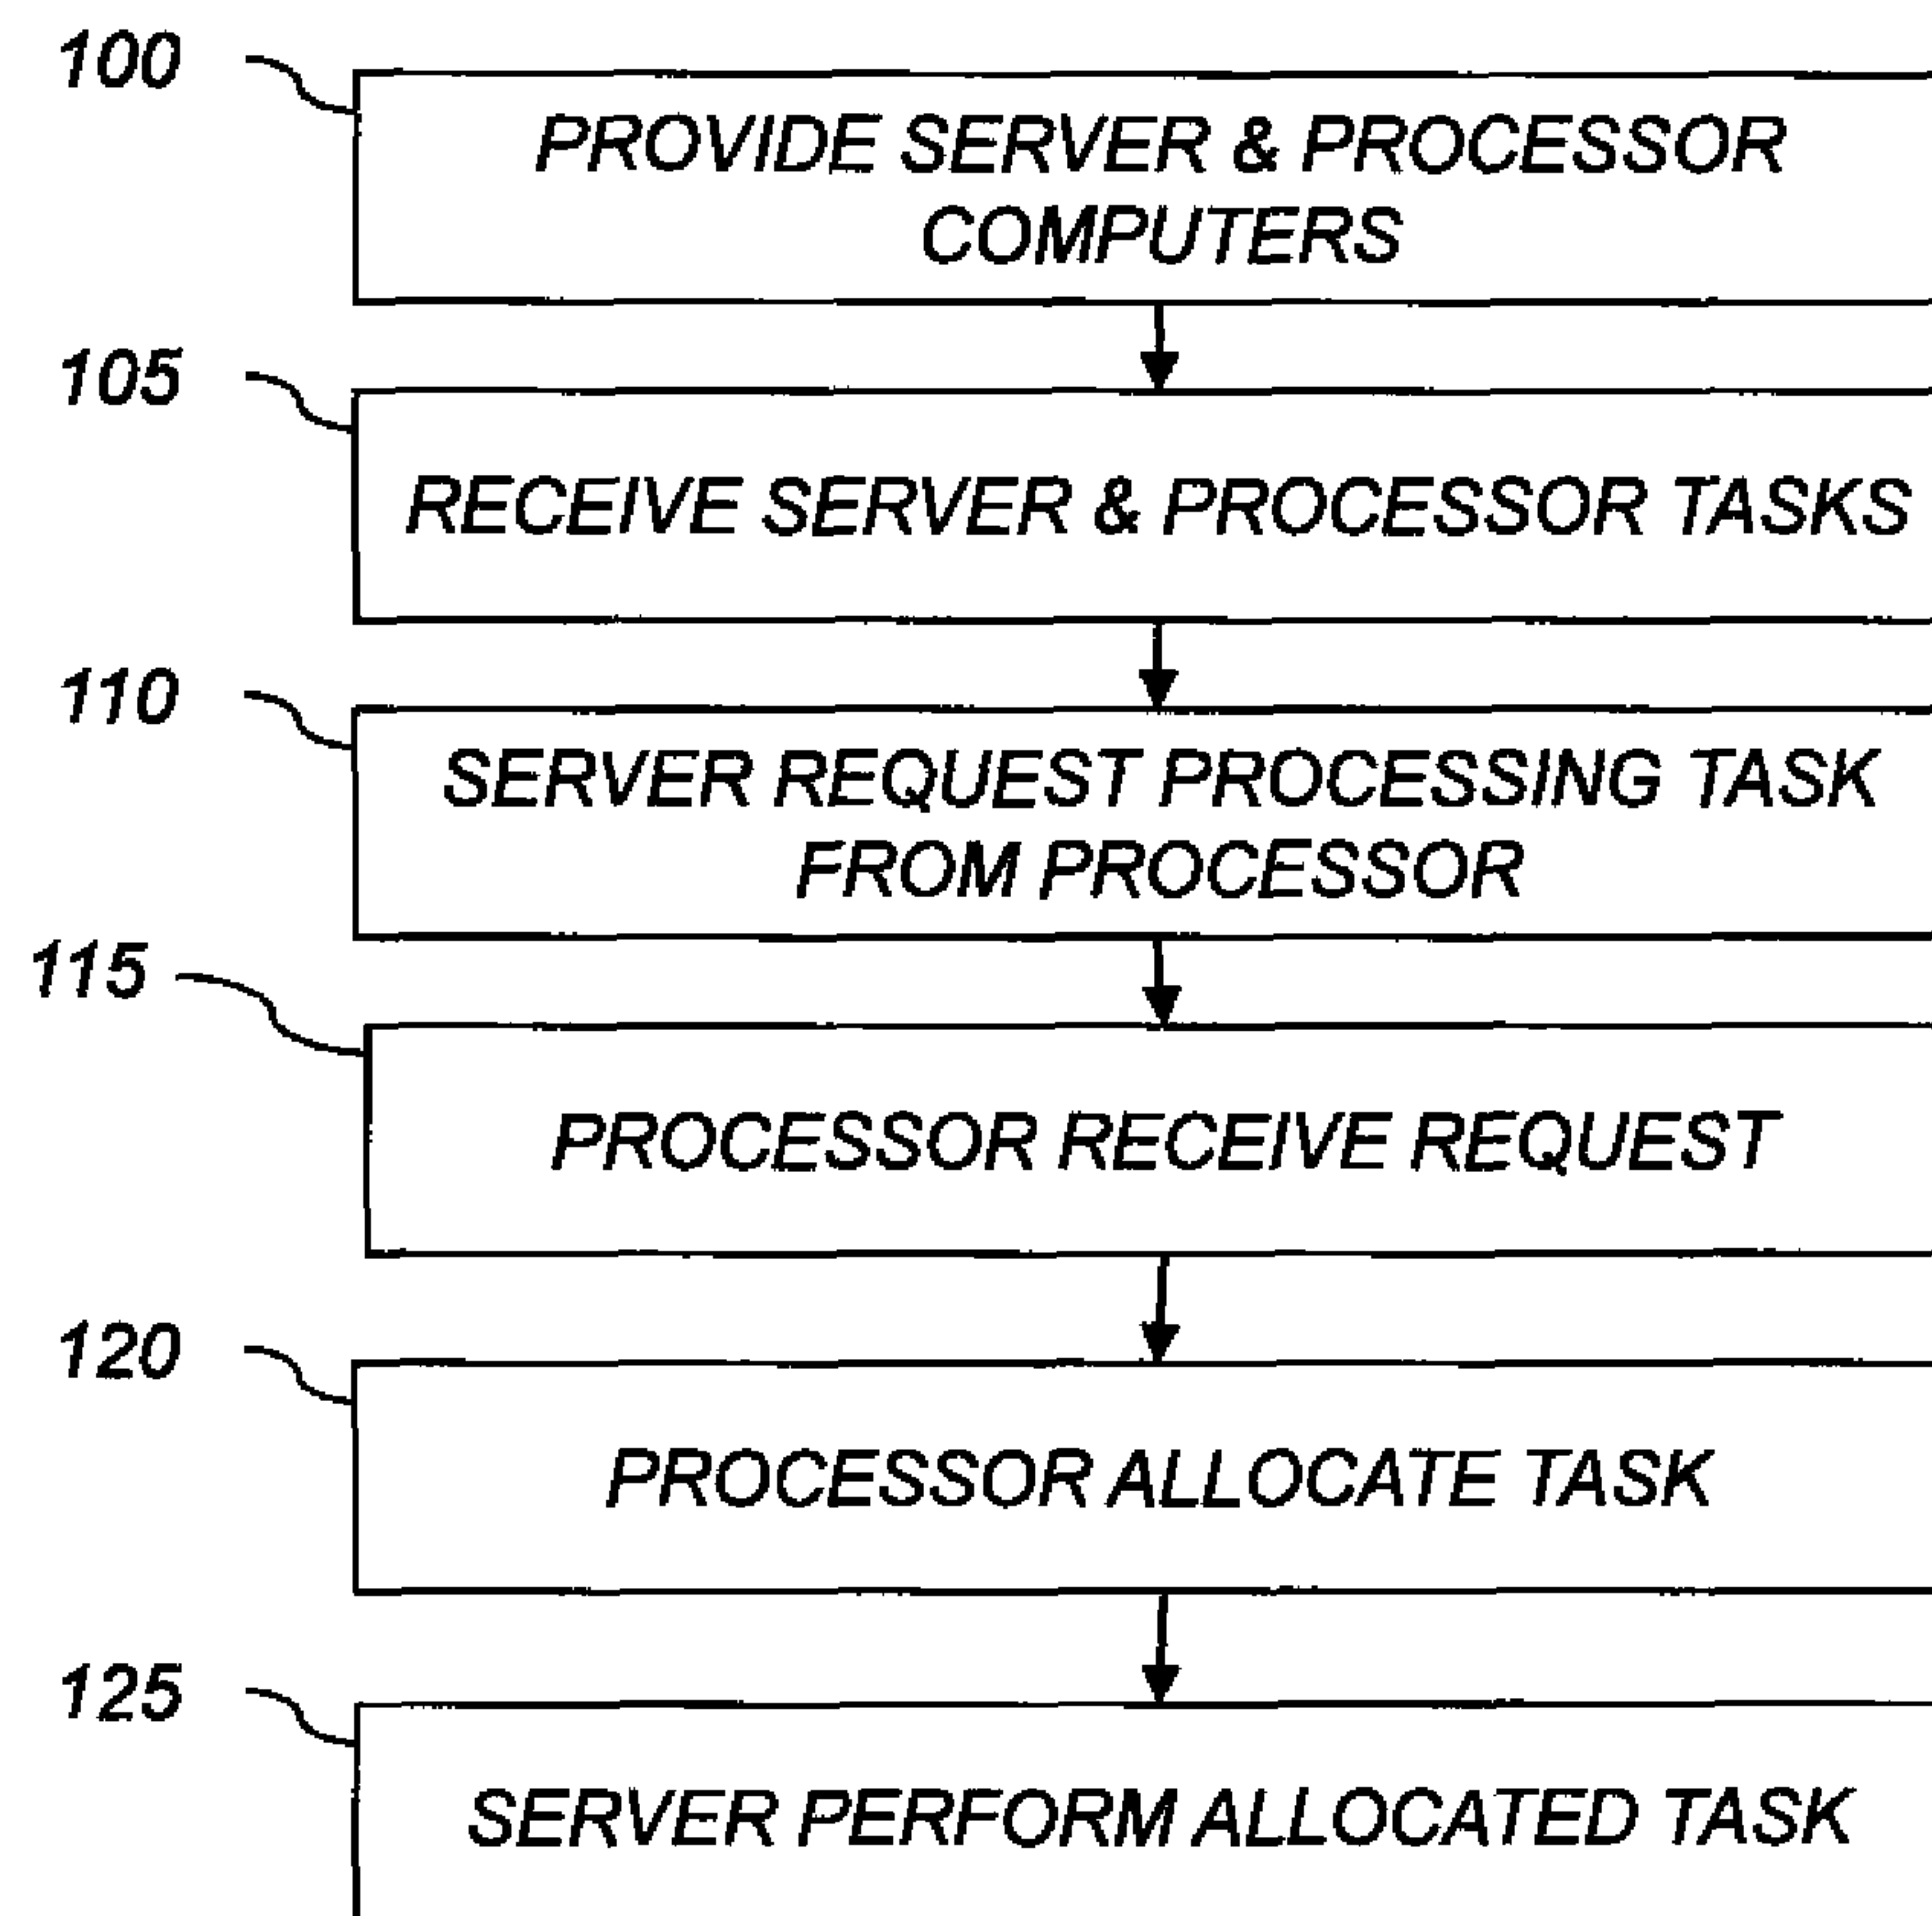 100
PROVIDE SERVER & PROCESSOR
COMPUTERS
105
RECEIVE SERVER & PROCESSOR TASKS
110
SERVER REQUEST PROCESSING TASK
FROM PROCESSOR
115
PROCESSOR RECEIVE REQUEST
120
PROCESSOR ALLOCATE TASK
125
SERVER PERFORM ALLOCATED TASK